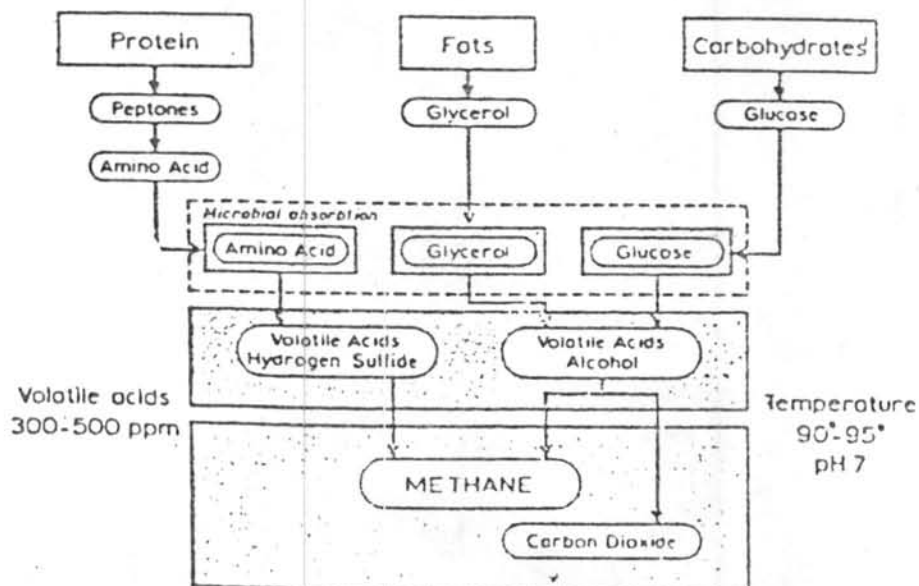 Protein
Fats
Carbohydrates
Peptones
Glycerol
Glucose
Amino Acid
Microbial absorption
Amino Acid
Glycerol
Glucose
Volatile Acids
Hydrogen Sulfide
Volatile Acids
Alcohol
Volatile acids
300-500 ppm
Temperature
90°-95°
pH 7
METHANE
Carbon Dioxide